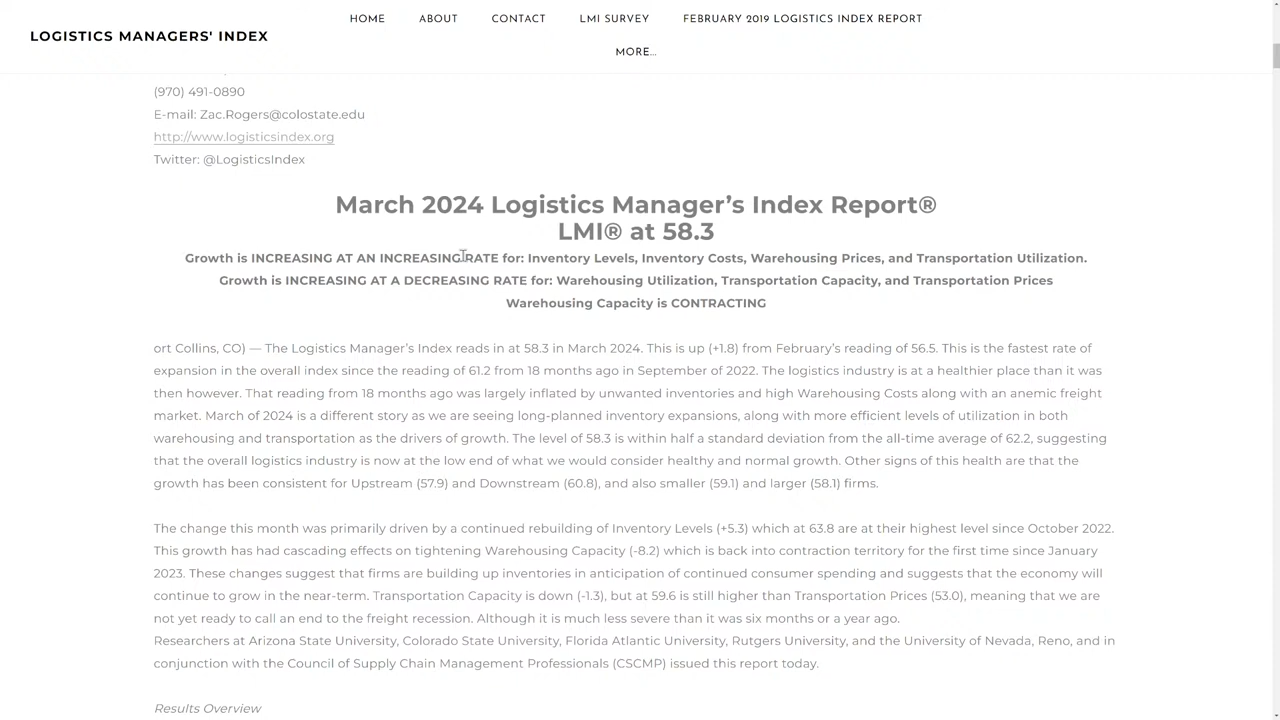 HOME ABOUT CONTACT LMI SURVEY FEBRUARY 2019 LOGISTICS INDEX REPORT
LOGISTICS MANAGERS' INDEX
MORE...
(970) 491-0890
E-mail: Zac.Rogers@colostate.edu
http://www.logisticsindex.org
Twitter: @LogisticsIndex
March 2024 Logistics Manager's Index Report®
LMI® at 58.3
Growth is INCREASING AT AN INCREASING RATE for: Inventory Levels, Inventory Costs, Warehousing Prices, and Transportation Utilization.
Growth is INCREASING AT A DECREASING RATE for: Warehousing Utilization, Transportation Capacity, and Transportation Prices
Warehousing Capacity is CONTRACTING
ort Collins, CO) — The Logistics Manager's Index reads in at 58.3 in March 2024. This is up (+1.8) from February's reading of 56.5. This is the fastest rate of
expansion in the overall index since the reading of 61.2 from 18 months ago in September of 2022. The logistics industry is at a healthier place than it was
then however. That reading from 18 months ago was largely inflated by unwanted inventories and high Warehousing Costs along with an anemic freight
market. March of 2024 is a different story as we are seeing long-planned inventory expansions, along with more efficient levels of utilization in both
warehousing and transportation as the drivers of growth. The level of 58.3 is within half a standard deviation from the all-time average of 62.2, suggesting
that the overall logistics industry is now at the low end of what we would consider healthy and normal growth. Other signs of this health are that the
growth has been consistent for Upstream (57.9) and Downstream (60.8), and also smaller (59.1) and larger (58.1) firms.
The change this month was primarily driven by a continued rebuilding of Inventory Levels (+5.3) which at 63.8 are at their highest level since October 2022.
This growth has had cascading effects on tightening Warehousing Capacity (-8.2) which is back into contraction territory for the first time since January
2023. These changes suggest that firms are building up inventories in anticipation of continued consumer spending and suggests that the economy will
continue to grow in the near-term. Transportation Capacity is down (-1.3), but at 59.6 is still higher than Transportation Prices (53.0), meaning that we are
not yet ready to call an end to the freight recession. Although it is much less severe than it was six months or a year ago.
Researchers at Arizona State University, Colorado State University, Florida Atlantic University, Rutgers University, and the University of Nevada, Reno, and in
conjunction with the Council of Supply Chain Management Professionals (CSCMP) issued this report today.
Results Overview